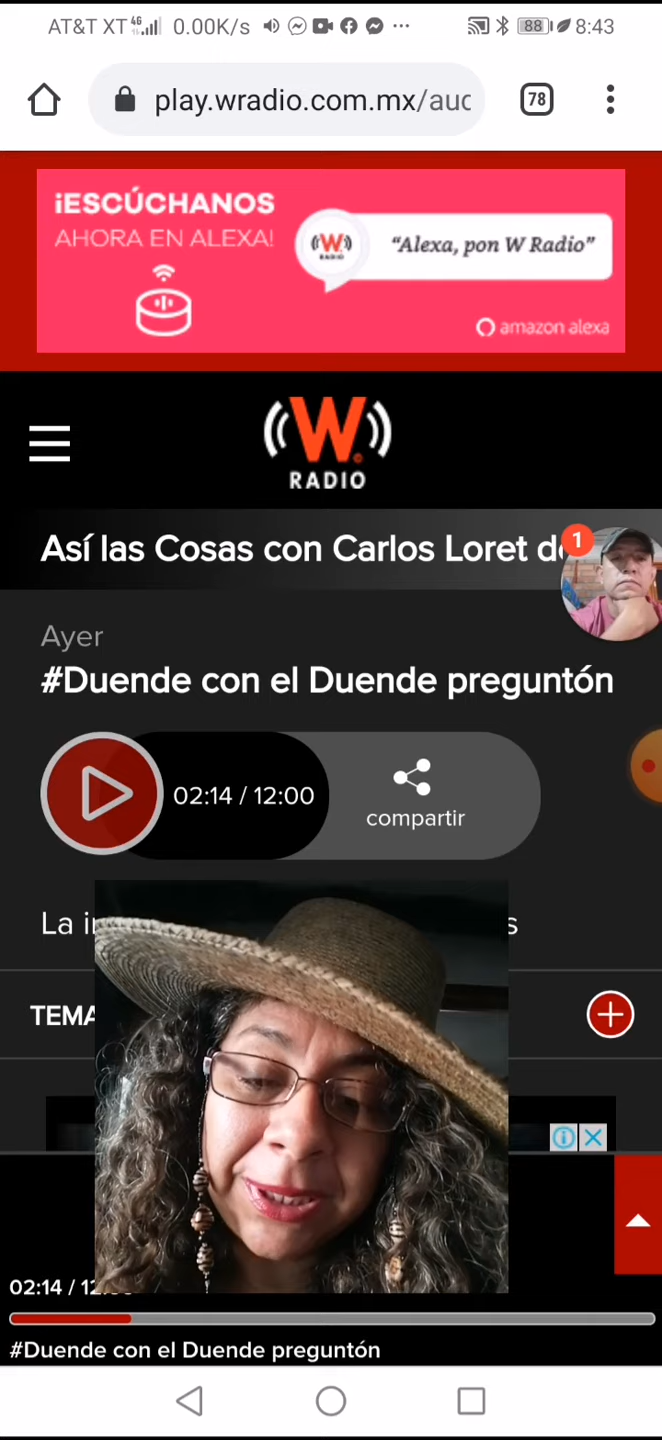 AT&T XT 4G 0.00K/s 88 8:43
play.wradio.com.mx/auc
78
¡ESCÚCHANOS
AHORA EN ALEXA!
W
RADIO
“Alexa, pon W Radio”
amazon alexa
W
RADIO
Así las Cosas con Carlos Loret
1
Ayer
#Duende con el Duende preguntón
02:14 / 12:00
compartir
La
TEMA
02:14 /
#Duende con el Duende preguntón